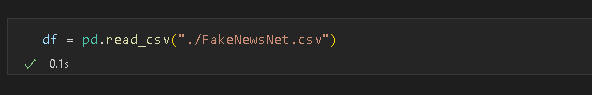 df = pd.read_csv("./FakeNewsNet.csv")
0.1s